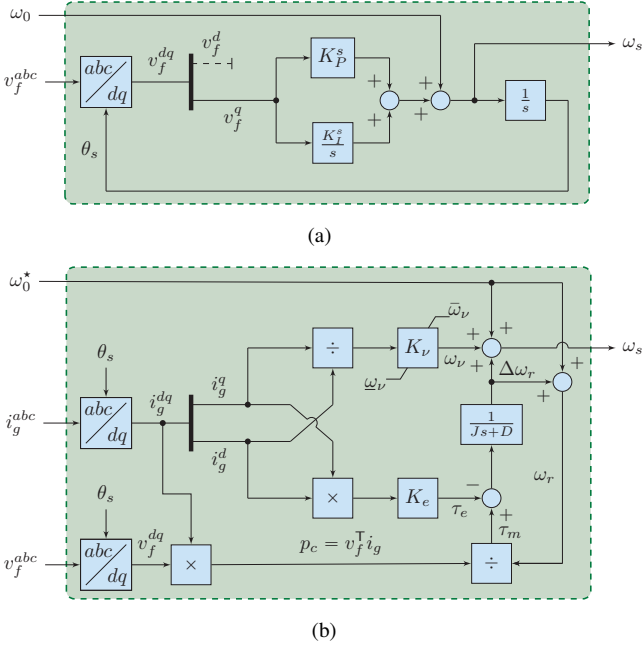 ω₀
v_f^{abc}
abc/dq
θ_s
v_f^{dq}
v_f^d
v_f^q
K_P^s
K_I^s/s
+
+
+
+
1/s
ω_s
(a)
ω₀^★
i_g^{abc}
θ_s
abc/dq
i_g^{dq}
i_g^q
i_g^d
÷
×
K_ν
ω̄_ν
ω̲_ν
ω_ν
+
+
+
ω_s
Δω_r
+
+
1/(Js+D)
ω_r
K_e
τ_e
−
+
τ_m
÷
v_f^{abc}
θ_s
abc/dq
v_f^{dq}
×
p_c = v_f^⊤ i_g
(b)